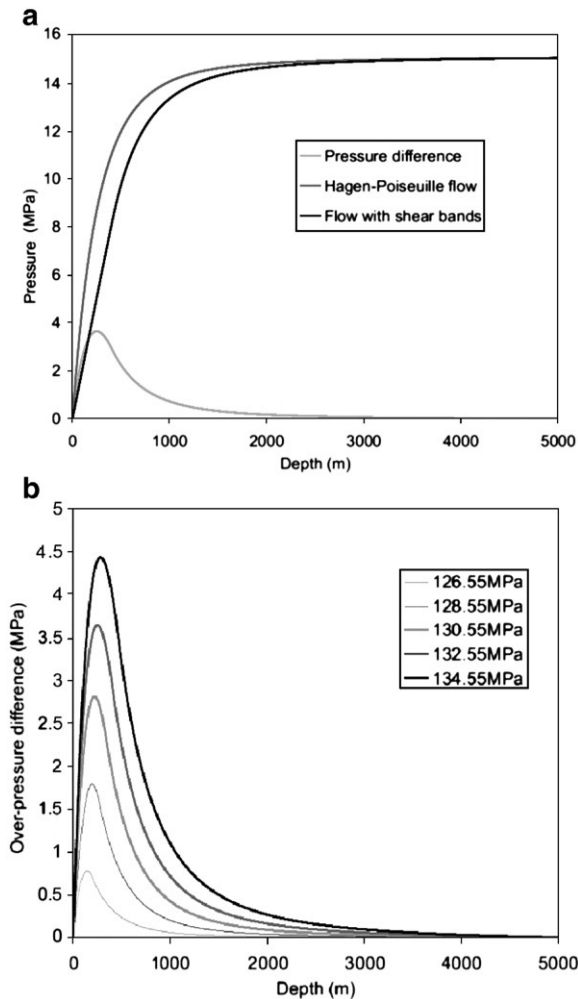 a
16
14
12
10
8
6
4
2
0
Pressure (MPa)
Pressure difference
Hagen-Poiseuille flow
Flow with shear bands
0 1000 2000 3000 4000 5000
Depth (m)
b
5
4.5
4
3.5
3
2.5
2
1.5
1
0.5
0
Over-pressure difference (MPa)
126.55MPa
128.55MPa
130.55MPa
132.55MPa
134.55MPa
0 1000 2000 3000 4000 5000
Depth (m)